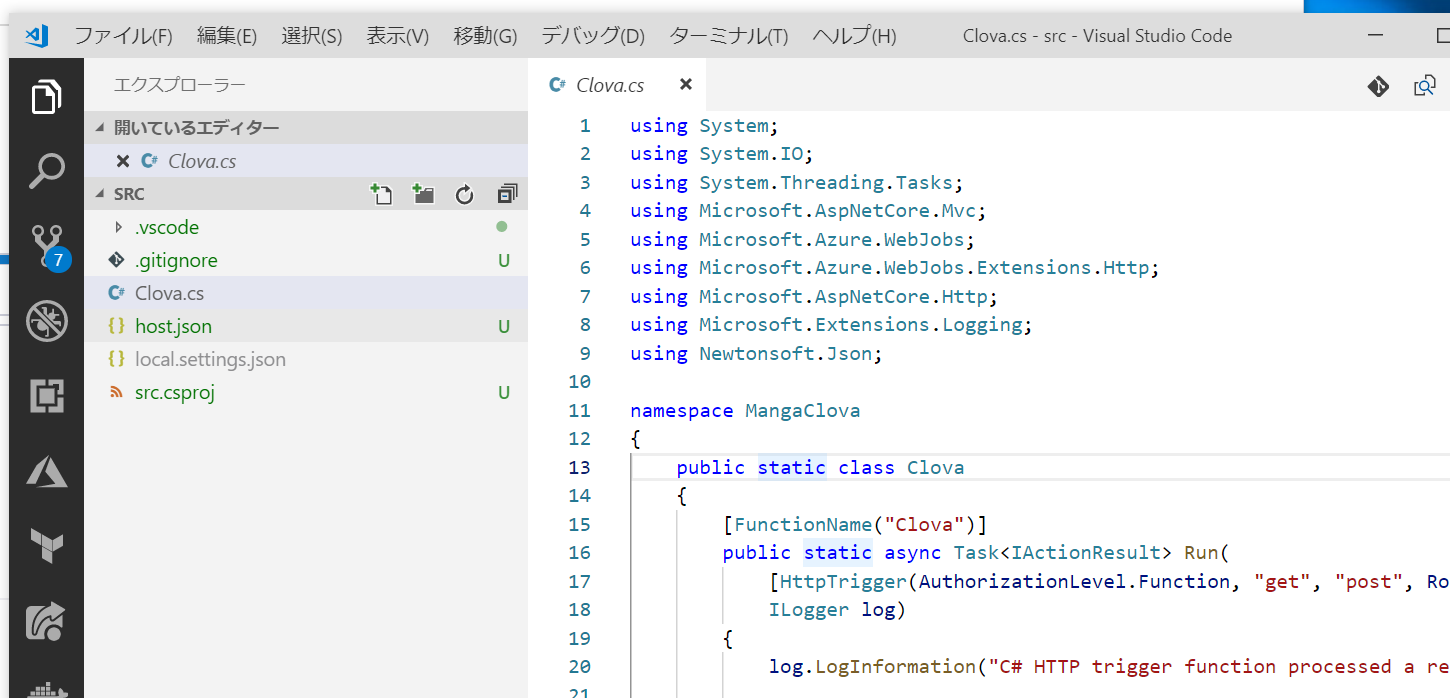 ファイル(F) 編集(E) 選択(S) 表示(V) 移動(G) デバッグ(D) ターミナル(T) ヘルプ(H) Clova.cs - src - Visual Studio Code
エクスプローラー
開いているエディター
Clova.cs
SRC
.vscode
.gitignore U
Clova.cs
host.json U
local.settings.json
src.csproj U
7
Clova.cs
1 using System;
2 using System.IO;
3 using System.Threading.Tasks;
4 using Microsoft.AspNetCore.Mvc;
5 using Microsoft.Azure.WebJobs;
6 using Microsoft.Azure.WebJobs.Extensions.Http;
7 using Microsoft.AspNetCore.Http;
8 using Microsoft.Extensions.Logging;
9 using Newtonsoft.Json;
10
11 namespace MangaClova
12 {
13 public static class Clova
14 {
15 [FunctionName("Clova")]
16 public static async Task<IActionResult> Run(
17 [HttpTrigger(AuthorizationLevel.Function, "get", "post", Ro
18 ILogger log)
19 {
20 log.LogInformation("C# HTTP trigger function processed a re
21